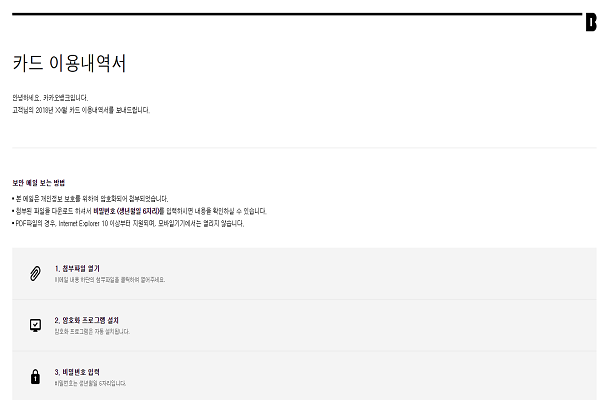 카드 이용내역서
안녕하세요. 카카오뱅크입니다.
고객님의 2018년 XX월 카드 이용내역서를 보내드립니다.
보안 메일 보는 방법
• 본 메일은 개인정보 보호를 위하여 암호화되어 첨부되었습니다.
• 첨부된 파일을 다운로드 하셔서 비밀번호 (생년월일 6자리)를 입력하시면 내용을 확인하실 수 있습니다.
• PDF파일의 경우, Internet Explorer 10 이상부터 지원되며, 모바일기기에서는 열리지 않습니다.
1. 첨부파일 열기
이메일 내용 하단의 첨부파일을 클릭하여 열어주세요.
2. 암호화 프로그램 설치
암호화 프로그램은 자동 설치됩니다.
3. 비밀번호 입력
비밀번호는 생년월일 6자리입니다.